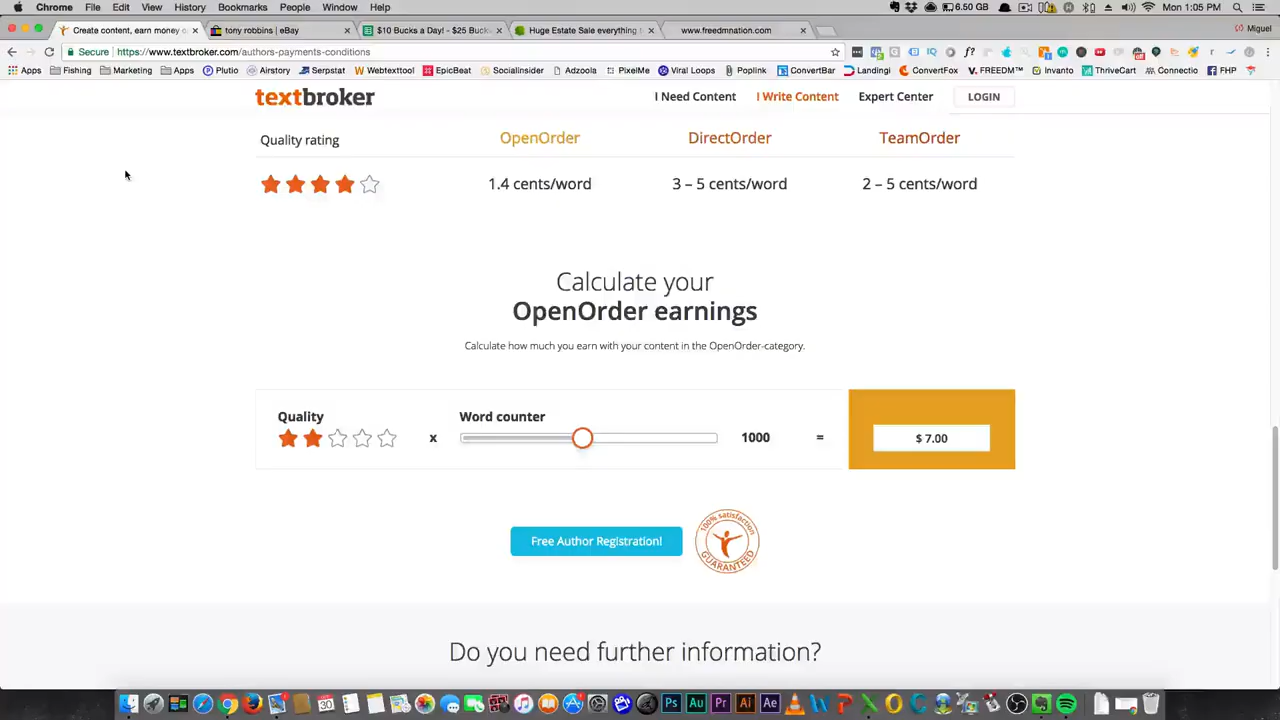 Chrome File Edit View History Bookmarks People Window Help
6.50 GB
Mon 1:05 PM
Create content, earn money o
tony robbins | eBay
$10 Bucks a Day! - $25 Buck
Huge Estate Sale everything
www.freedmnation.com
Miguel
Secure https://www.textbroker.com/authors-payments-conditions
Apps Fishing Marketing Apps Plutio Airstory Serpsto Webtexttool EpicBeat SocialInsider Adzoola PixelMe Viral Loops Poplink ConvertBar Landingi ConvertFox V.FREEDM™ Invanto ThriveCart Connectio FHP
textbroker
I Need Content I Write Content Expert Center LOGIN
Quality rating OpenOrder DirectOrder TeamOrder
1.4 cents/word 3 – 5 cents/word 2 – 5 cents/word
Calculate your
OpenOrder earnings
Calculate how much you earn with your content in the OpenOrder-category.
Quality Word counter
x 1000 = $ 7.00
Free Author Registration!
100% satisfaction
GUARANTEED
Do you need further information?